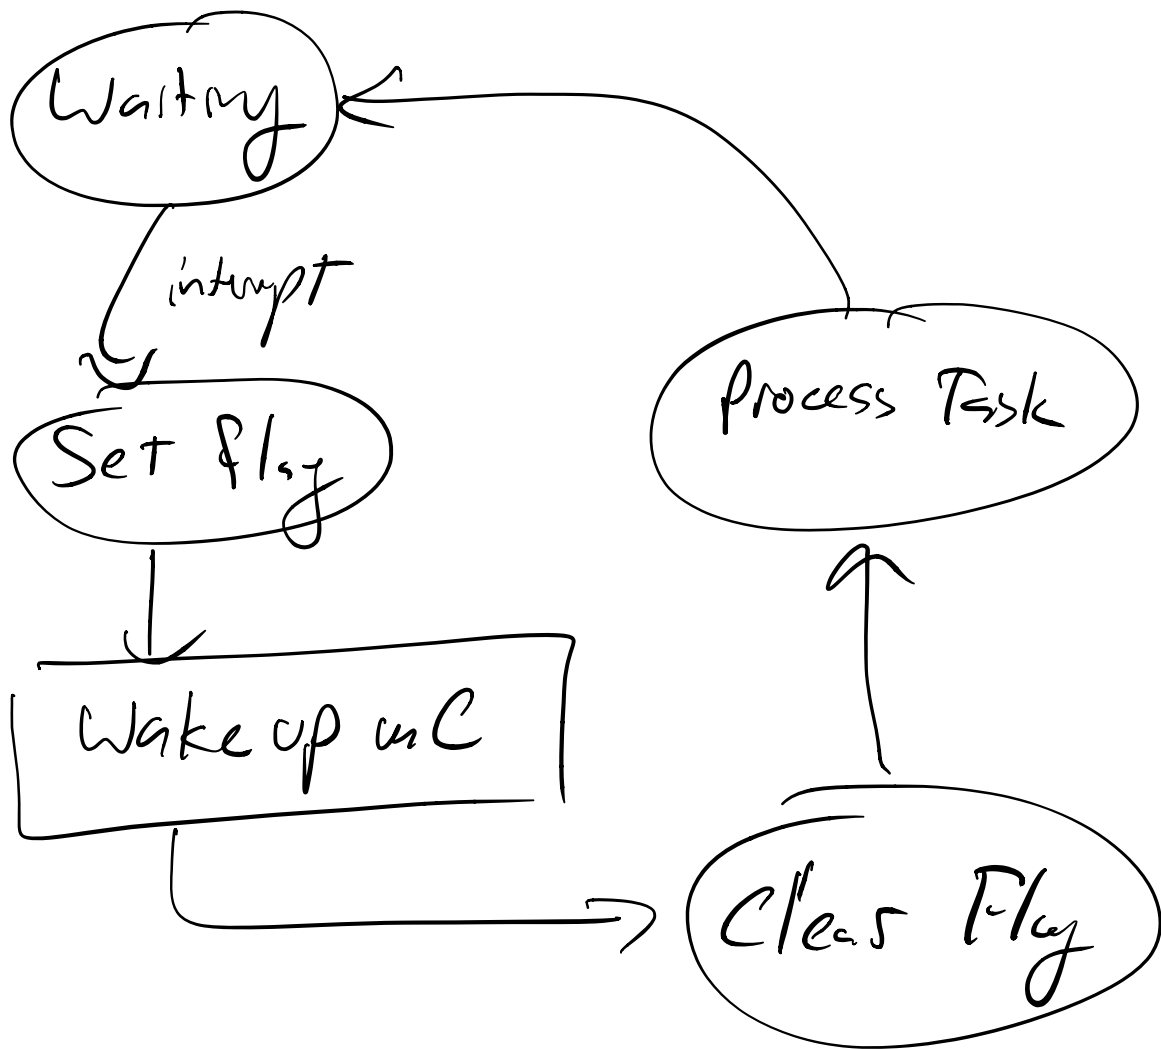 Waiting
interrupt
Set flag
Wake up uC
Clear Flag
Process Task